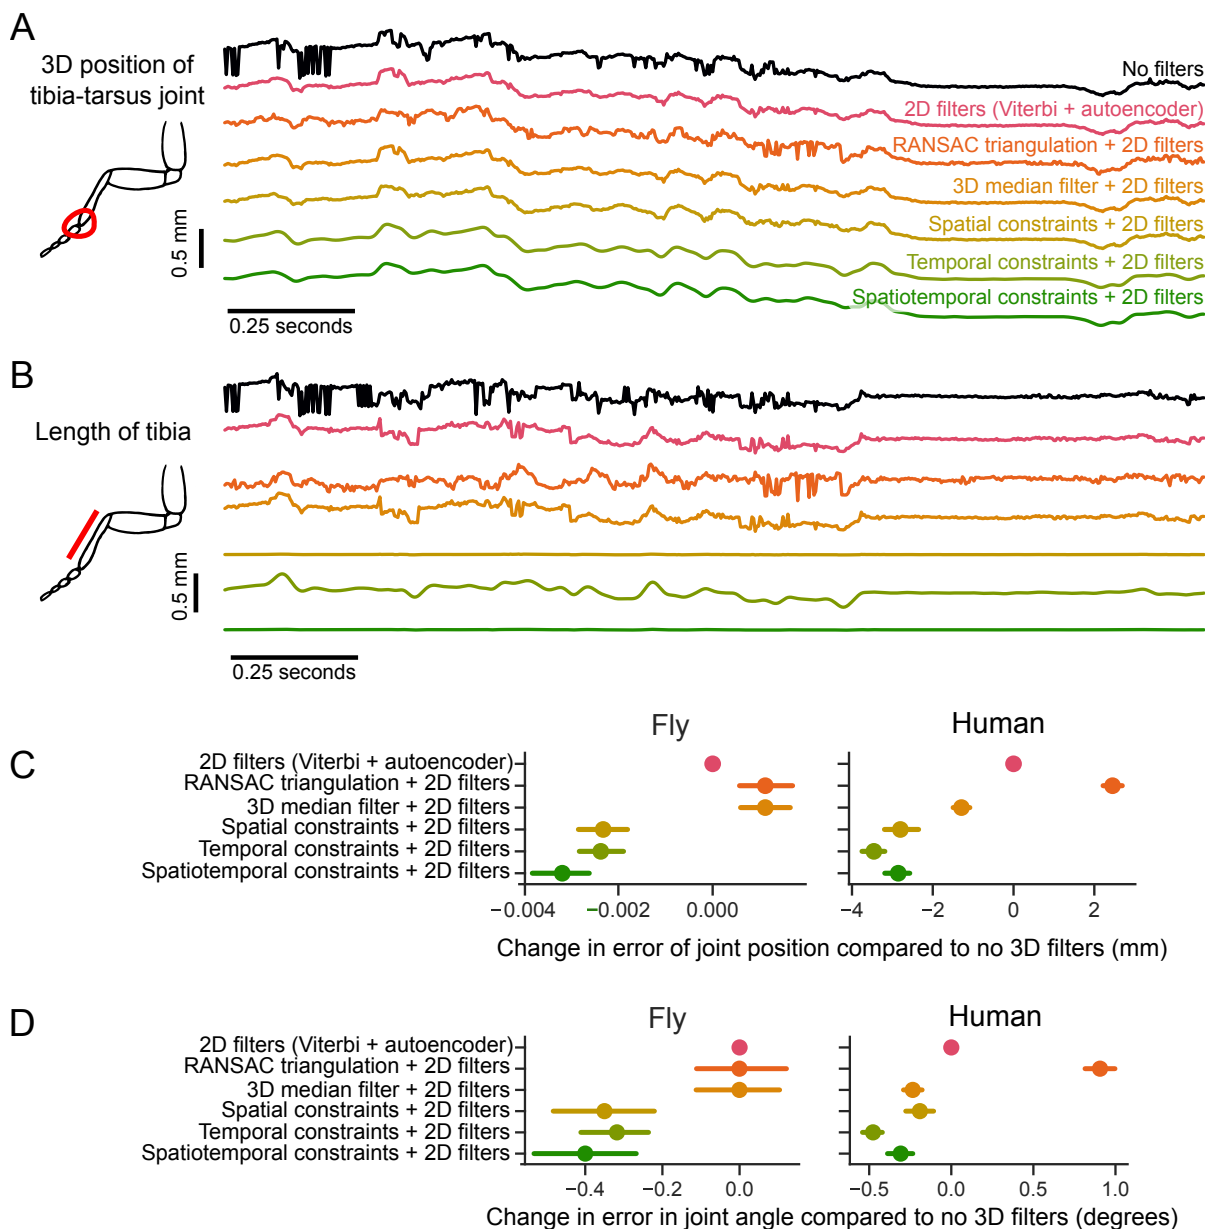 A
3D position of
tibia-tarsus joint
No filters
2D filters (Viterbi + autoencoder)
RANSAC triangulation + 2D filters
3D median filter + 2D filters
Spatial constraints + 2D filters
Temporal constraints + 2D filters
Spatiotemporal constraints + 2D filters
0.5 mm
0.25 seconds
B
Length of tibia
0.5 mm
0.25 seconds
C
Fly
Human
2D filters (Viterbi + autoencoder)
RANSAC triangulation + 2D filters
3D median filter + 2D filters
Spatial constraints + 2D filters
Temporal constraints + 2D filters
Spatiotemporal constraints + 2D filters
−0.004 −0.002 0.000
−4 −2 0 2
Change in error of joint position compared to no 3D filters (mm)
D
Fly
Human
2D filters (Viterbi + autoencoder)
RANSAC triangulation + 2D filters
3D median filter + 2D filters
Spatial constraints + 2D filters
Temporal constraints + 2D filters
Spatiotemporal constraints + 2D filters
−0.4 −0.2 0.0
−0.5 0.0 0.5 1.0
Change in error in joint angle compared to no 3D filters (degrees)